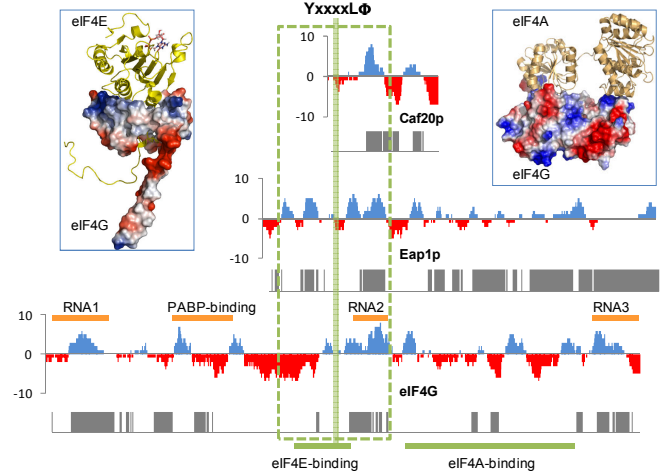 YxxxxLΦ
eIF4E
eIF4G
eIF4A
eIF4G
10
0
-10
Caf20p
10
0
-10
Eap1p
RNA1
PABP-binding
RNA2
RNA3
10
0
-10
eIF4G
eIF4E-binding
eIF4A-binding